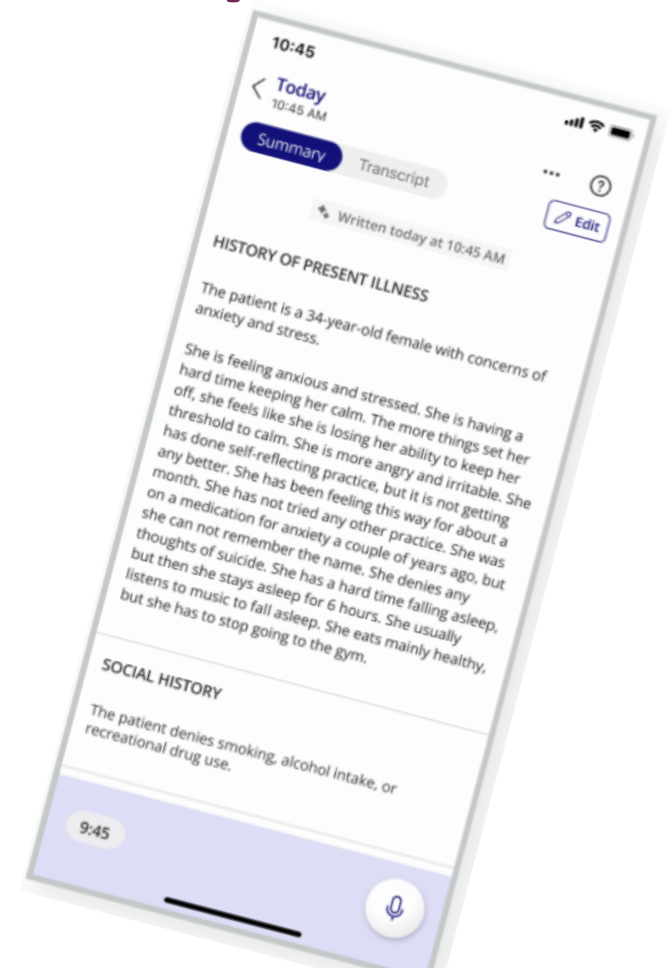 10:45
Today
10:45 AM
Summary
Transcript
?
Edit
Written today at 10:45 AM
HISTORY OF PRESENT ILLNESS
The patient is a 34-year-old female with concerns of
anxiety and stress.
She is feeling anxious and stressed. She is having a
hard time keeping her calm. The more things set her
off, she feels like she is losing her ability to keep her
threshold to calm. She is more angry and irritable. She
has done self-reflecting practice, but it is not getting
any better. She has been feeling this way for about a
month. She has not tried any other practice. She was
on a medication for anxiety a couple of years ago, but
she can not remember the name. She denies any
thoughts of suicide. She has a hard time falling asleep,
but then she stays asleep for 6 hours. She usually
listens to music to fall asleep. She eats mainly healthy,
but she has to stop going to the gym.
SOCIAL HISTORY
The patient denies smoking, alcohol intake, or
recreational drug use.
9:45